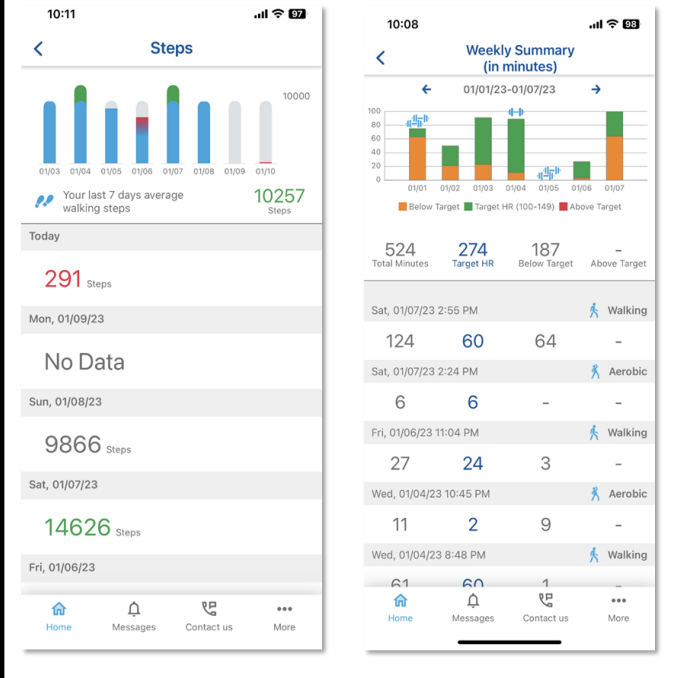 10:11
97
Steps
10000
01/03 01/04 01/05 01/06 01/07 01/08 01/09 01/10
Your last 7 days average
walking steps
10257
Steps
Today
291 Steps
Mon, 01/09/23
No Data
Sun, 01/08/23
9866 Steps
Sat, 01/07/23
14626 Steps
Fri, 01/06/23
Home Messages Contact us More
10:08
98
Weekly Summary
(in minutes)
01/01/23-01/07/23
100
80
60
40
20
0
01/01 01/02 01/03 01/04 01/05 01/06 01/07
Below Target Target HR (100-149) Above Target
524 274 187 -
Total Minutes Target HR Below Target Above Target
Sat, 01/07/23 2:55 PM Walking
124 60 64 -
Sat, 01/07/23 2:24 PM Aerobic
6 6 - -
Fri, 01/06/23 11:04 PM Walking
27 24 3 -
Wed, 01/04/23 10:45 PM Aerobic
11 2 9 -
Wed, 01/04/23 8:48 PM Walking
61 60 1 -
Home Messages Contact us More